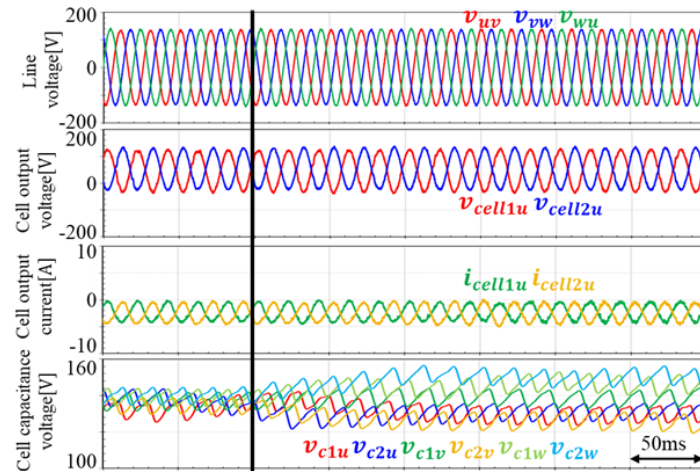 200
v_uv v_vw v_wu
Line
voltage[V]
0
-200
200
Cell output
voltage[V]
0
v_cell1u v_cell2u
-200
10
Cell output
current[A]
i_cell1u i_cell2u
0
-10
160
Cell capacitance
voltage[V]
v_c1u v_c2u v_c1v v_c2v v_c1w v_c2w
50ms
100